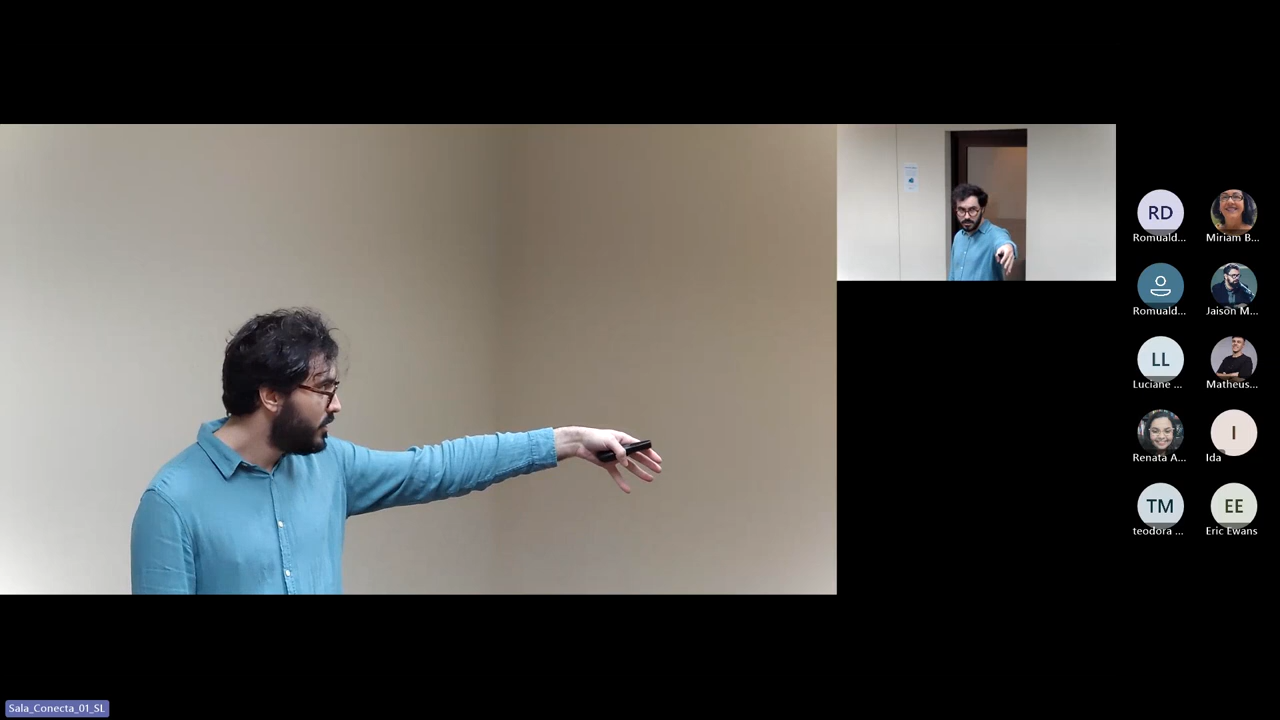 RD
Romuald...
Miriam B...
Romuald...
Jaison M...
LL
Luciane ...
Matheus...
Renata A...
I
Ida
TM
teodora ...
EE
Eric Ewans
Sala_Conecta_01_SL